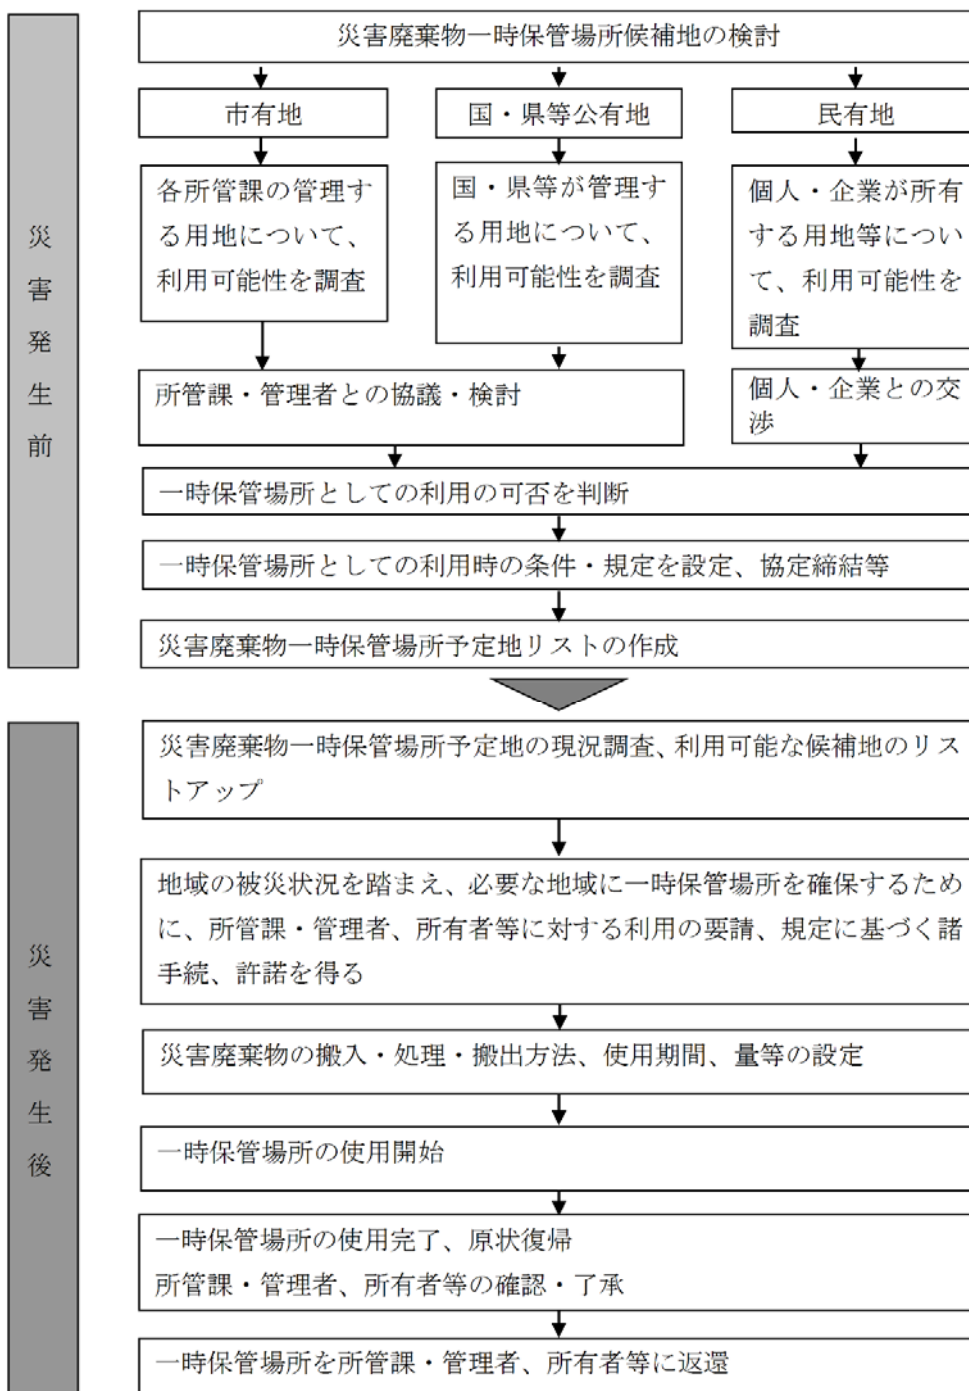 災害発生前
災害廃棄物一時保管場所候補地の検討
市有地
国・県等公有地
民有地
各所管課の管理す
る用地について、
利用可能性を調査
国・県等が管理す
る用地について、
利用可能性を調査
個人・企業が所有
する用地等につい
て、利用可能性を
調査
所管課・管理者との協議・検討
個人・企業との交
渉
一時保管場所としての利用の可否を判断
一時保管場所としての利用時の条件・規定を設定、協定締結等
災害廃棄物一時保管場所予定地リストの作成
災害発生後
災害廃棄物一時保管場所予定地の現況調査、利用可能な候補地のリス
トアップ
地域の被災状況を踏まえ、必要な地域に一時保管場所を確保するため
に、所管課・管理者、所有者等に対する利用の要請、規定に基づく諸
手続、許諾を得る
災害廃棄物の搬入・処理・搬出方法、使用期間、量等の設定
一時保管場所の使用開始
一時保管場所の使用完了、原状復帰
所管課・管理者、所有者等の確認・了承
一時保管場所を所管課・管理者、所有者等に返還